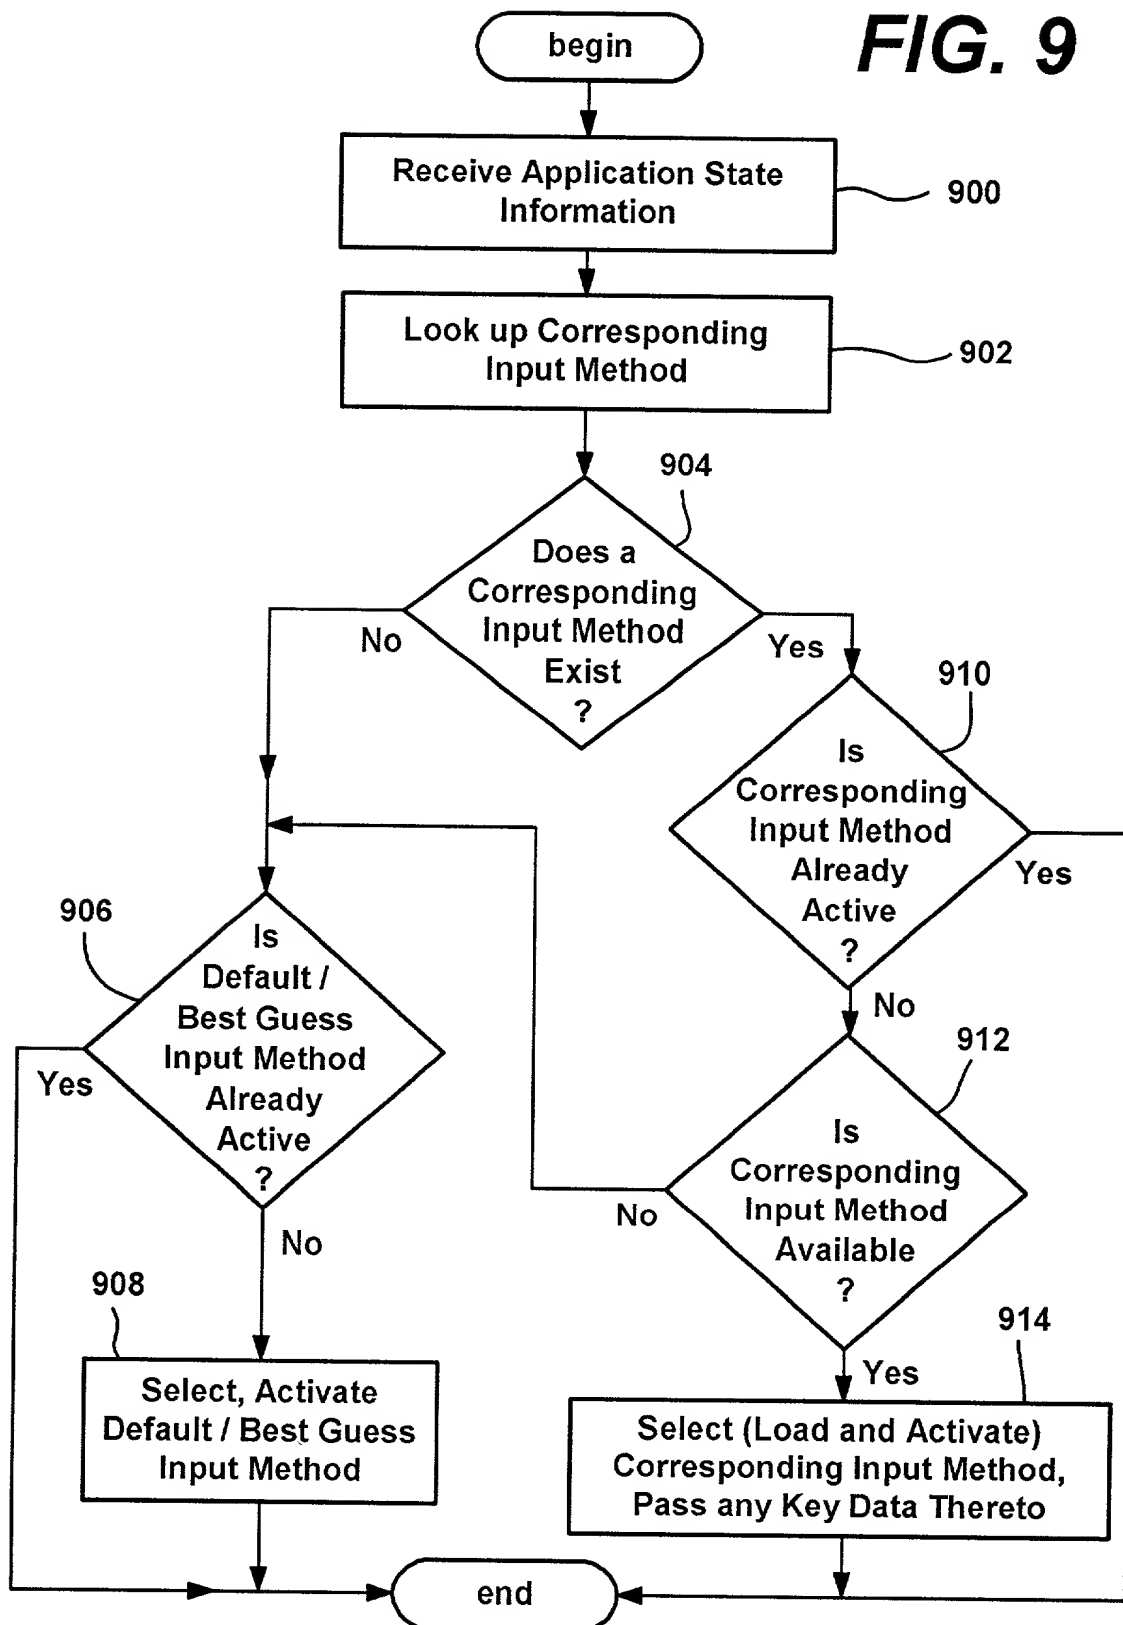 begin
FIG. 9
Receive Application State
Information
900
Look up Corresponding
Input Method
902
904
Does a
Corresponding
Input Method
Exist
?
No
Yes
910
Is
Corresponding
Input Method
Already
Active
?
Yes
No
906
Is
Default /
Best Guess
Input Method
Already
Active
?
Yes
No
912
Is
Corresponding
Input Method
Available
?
No
Yes
908
Select, Activate
Default / Best Guess
Input Method
914
Select (Load and Activate)
Corresponding Input Method,
Pass any Key Data Thereto
end